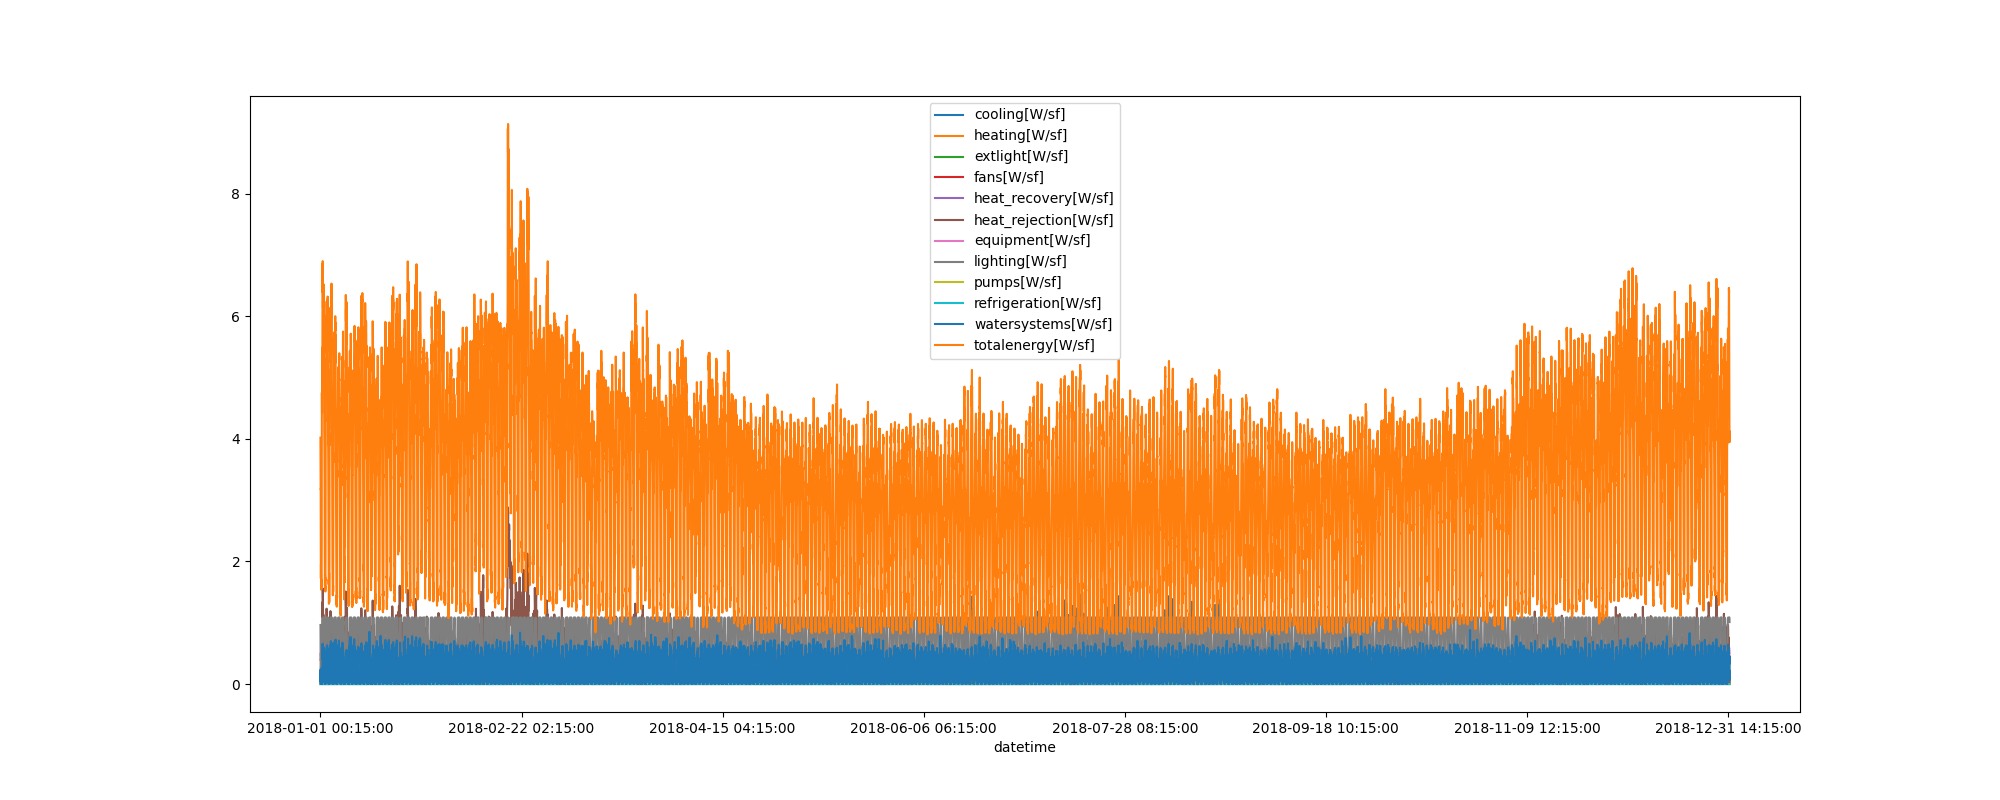 cooling[W/sf]
heating[W/sf]
extlight[W/sf]
fans[W/sf]
heat_recovery[W/sf]
heat_rejection[W/sf]
equipment[W/sf]
lighting[W/sf]
pumps[W/sf]
refrigeration[W/sf]
watersystems[W/sf]
totalenergy[W/sf]
8
6
4
2
0
2018-01-01 00:15:00 2018-02-22 02:15:00 2018-04-15 04:15:00 2018-06-06 06:15:00 2018-07-28 08:15:00 2018-09-18 10:15:00 2018-11-09 12:15:00 2018-12-31 14:15:00
datetime